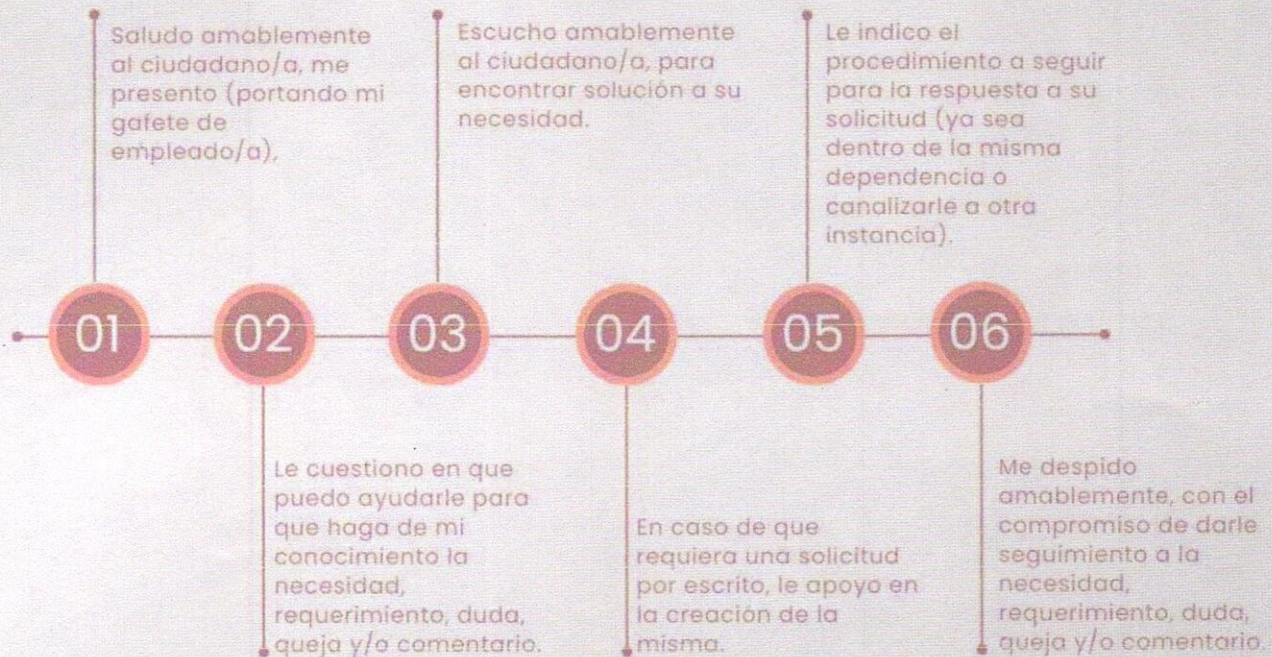 01
Saludo amablemente
al ciudadano/a, me
presento (portando mi
gafete de
empleado/a),
02
Le cuestiono en que
puedo ayudarle para
que haga de mi
conocimiento la
necesidad,
requerimiento, duda,
queja y/o comentario.
03
Escucho amablemente
al ciudadano/a, para
encontrar solución a su
necesidad.
04
En caso de que
requiera una solicitud
por escrito, le apoyo en
la creación de la
misma.
05
Le indico el
procedimiento a seguir
para la respuesta a su
solicitud (ya sea
dentro de la misma
dependencia o
canalizarle a otra
instancia).
06
Me despido
amablemente, con el
compromiso de darle
seguimiento a la
necesidad,
requerimiento, duda,
queja y/o comentario.